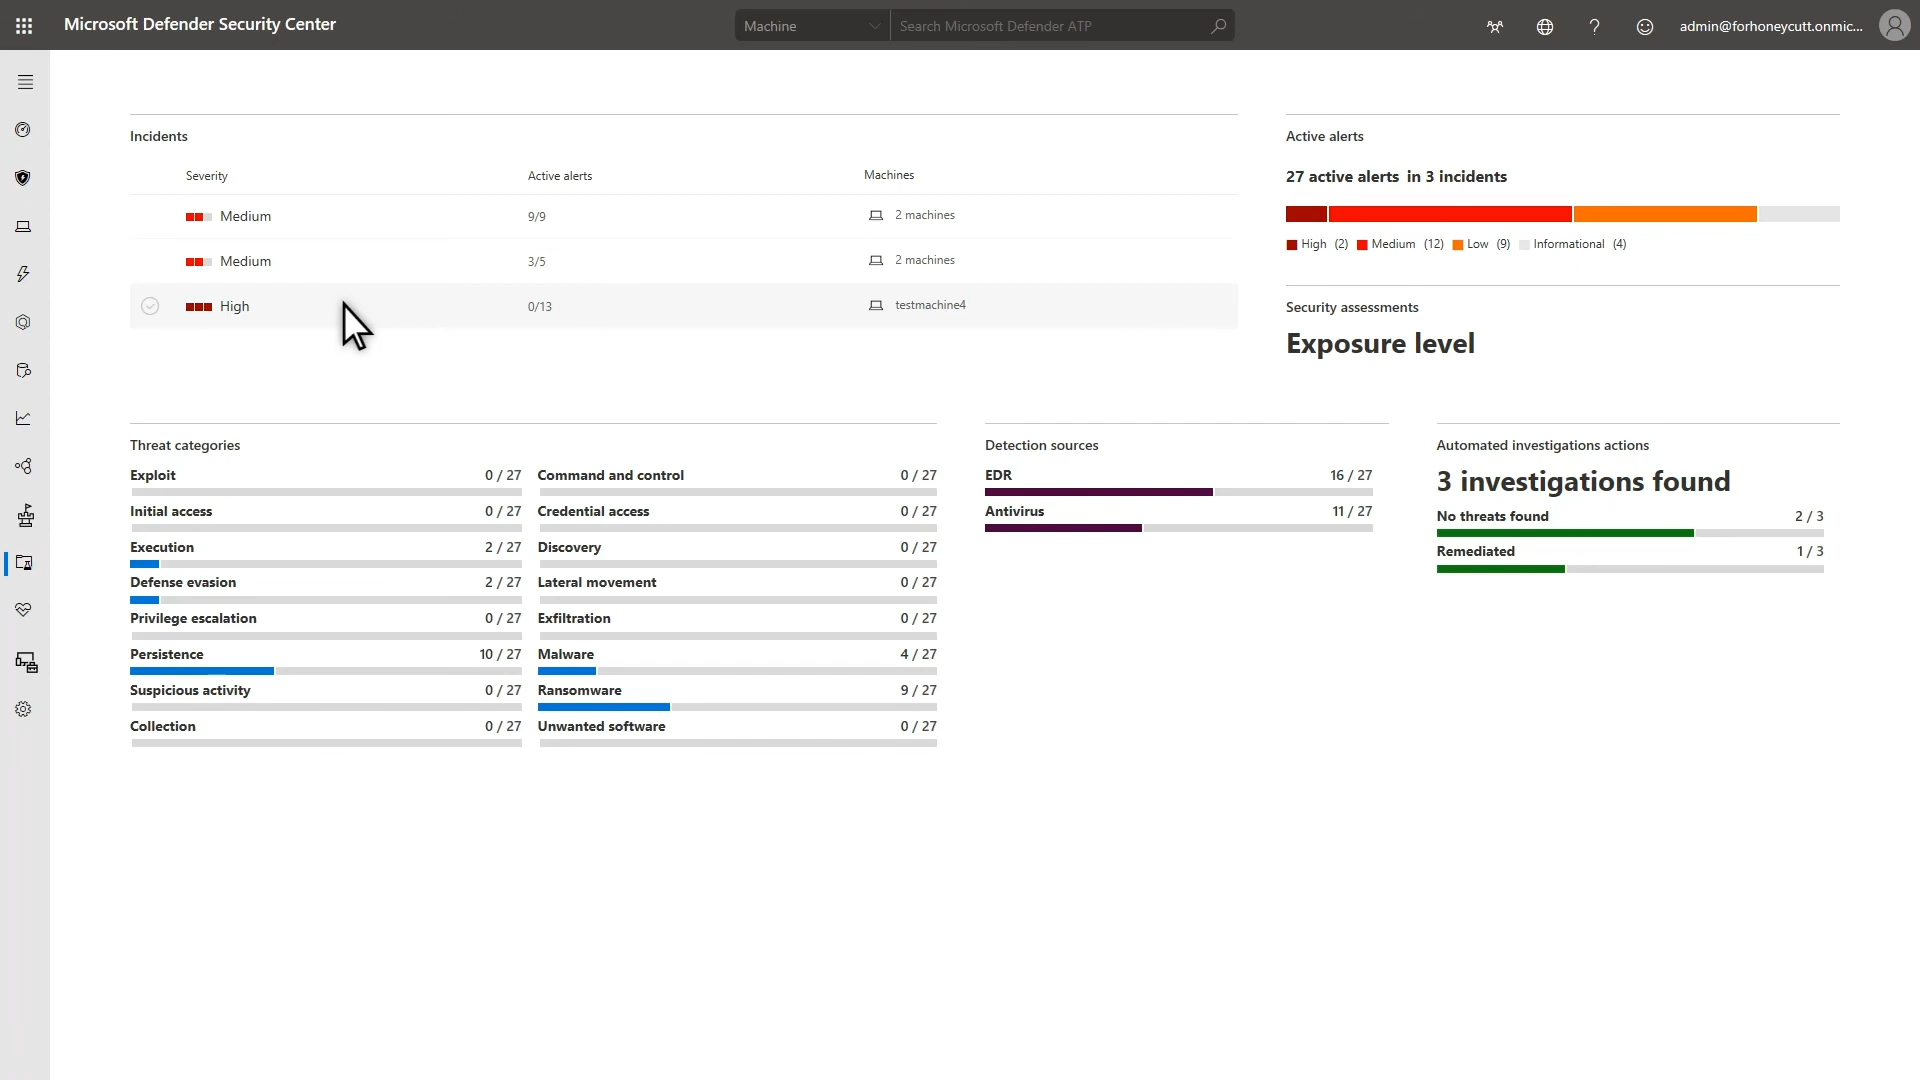 Microsoft Defender Security Center
Machine
Search Microsoft Defender ATP
admin@forhoneycutt.onmic...
Incidents
Severity Active alerts Machines
Medium 9/9 2 machines
Medium 3/5 2 machines
High 0/13 testmachine4
Active alerts
27 active alerts in 3 incidents
High (2) Medium (12) Low (9) Informational (4)
Security assessments
Exposure level
Threat categories
Exploit 0 / 27
Initial access 0 / 27
Execution 2 / 27
Defense evasion 2 / 27
Privilege escalation 0 / 27
Persistence 10 / 27
Suspicious activity 0 / 27
Collection 0 / 27
Command and control 0 / 27
Credential access 0 / 27
Discovery 0 / 27
Lateral movement 0 / 27
Exfiltration 0 / 27
Malware 4 / 27
Ransomware 9 / 27
Unwanted software 0 / 27
Detection sources
EDR 16 / 27
Antivirus 11 / 27
Automated investigations actions
3 investigations found
No threats found 2 / 3
Remediated 1 / 3